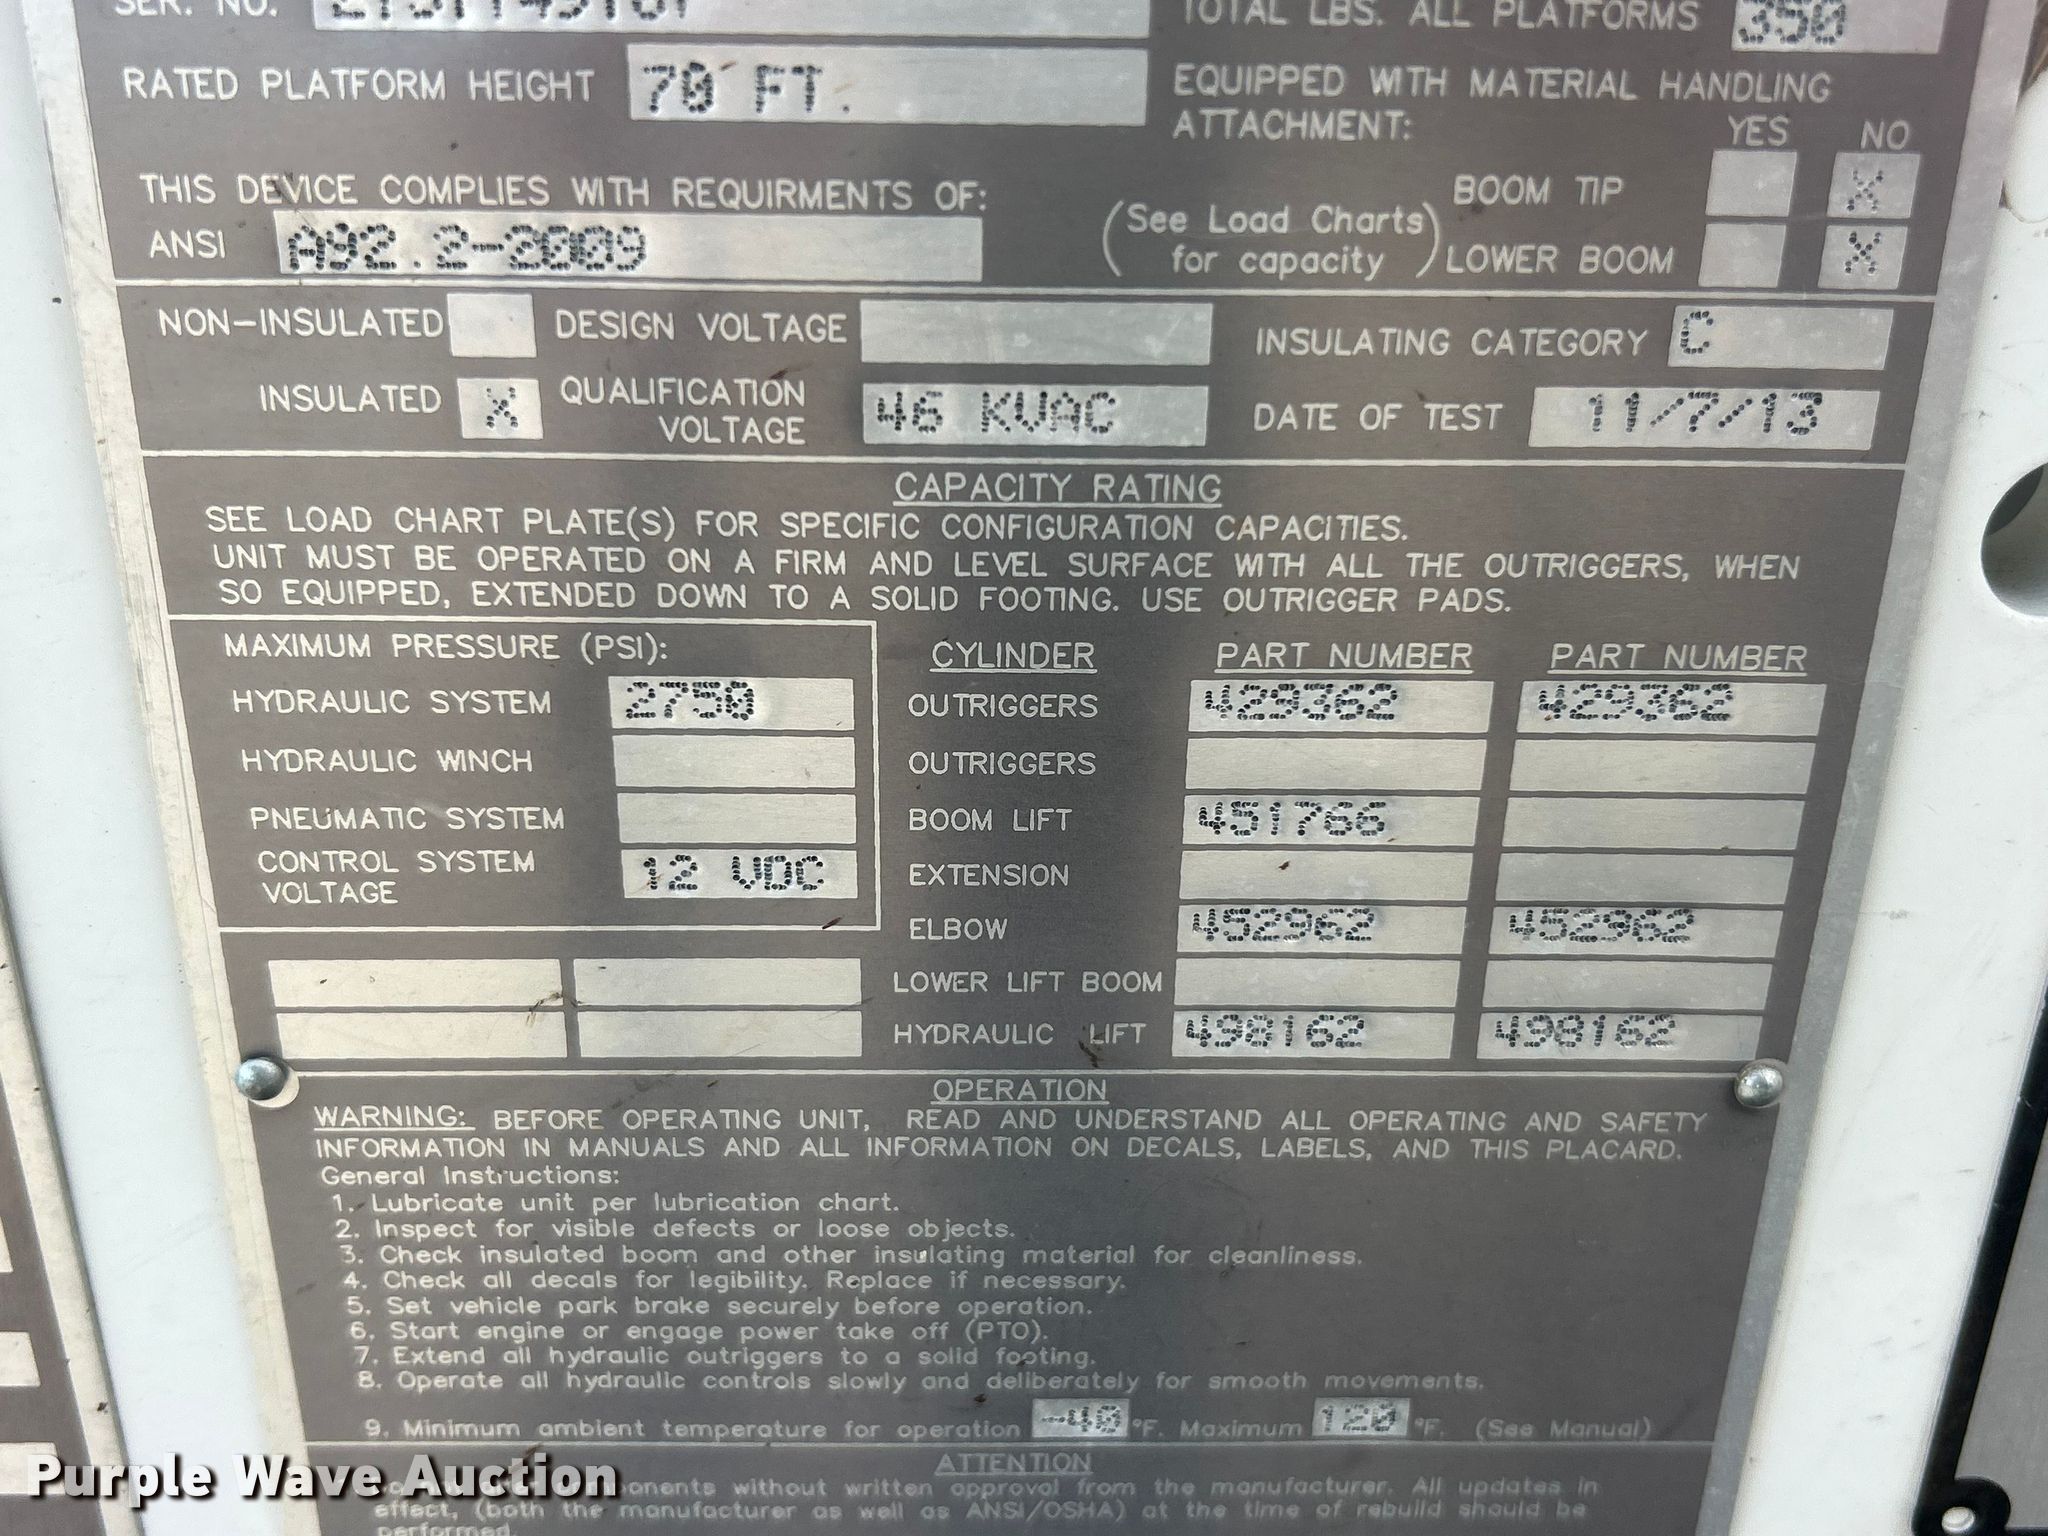 SER. NO.
TOTAL LBS. ALL PLATFORMS 350
RATED PLATFORM HEIGHT 70 FT.
EQUIPPED WITH MATERIAL HANDLING
ATTACHMENT:
YES NO
THIS DEVICE COMPLIES WITH REQUIRMENTS OF:
ANSI A92.2-2009
(See Load Charts
for capacity)
BOOM TIP X
LOWER BOOM X
NON-INSULATED DESIGN VOLTAGE INSULATING CATEGORY C
INSULATED X QUALIFICATION
VOLTAGE 46 KVAC DATE OF TEST 11/7/13
CAPACITY RATING
SEE LOAD CHART PLATE(S) FOR SPECIFIC CONFIGURATION CAPACITIES.
UNIT MUST BE OPERATED ON A FIRM AND LEVEL SURFACE WITH ALL THE OUTRIGGERS, WHEN
SO EQUIPPED, EXTENDED DOWN TO A SOLID FOOTING. USE OUTRIGGER PADS.
MAXIMUM PRESSURE (PSI):
HYDRAULIC SYSTEM 2750
HYDRAULIC WINCH
PNEUMATIC SYSTEM
CONTROL SYSTEM
VOLTAGE 12 VDC
CYLINDER PART NUMBER PART NUMBER
OUTRIGGERS 429362 429362
OUTRIGGERS
BOOM LIFT 451766
EXTENSION
ELBOW 452962 452962
LOWER LIFT BOOM
HYDRAULIC LIFT 498162 498162
OPERATION
WARNING: BEFORE OPERATING UNIT, READ AND UNDERSTAND ALL OPERATING AND SAFETY
INFORMATION IN MANUALS AND ALL INFORMATION ON DECALS, LABELS, AND THIS PLACARD.
General Instructions:
1. Lubricate unit per lubrication chart.
2. Inspect for visible defects or loose objects.
3. Check insulated boom and other insulating material for cleanliness.
4. Check all decals for legibility. Replace if necessary.
5. Set vehicle park brake securely before operation.
6. Start engine or engage power take off (PTO).
7. Extend all hydraulic outriggers to a solid footing.
8. Operate all hydraulic controls slowly and deliberately for smooth movements.
9. Minimum ambient temperature for operation -40 °F. Maximum 120 °F. (See Manual)
ATTENTION
without written approval from the manufacturer. All updates in
effect, (both the manufacturer as well as ANSI/OSHA) at the time of rebuild should be
performed.
Purple Wave Auction